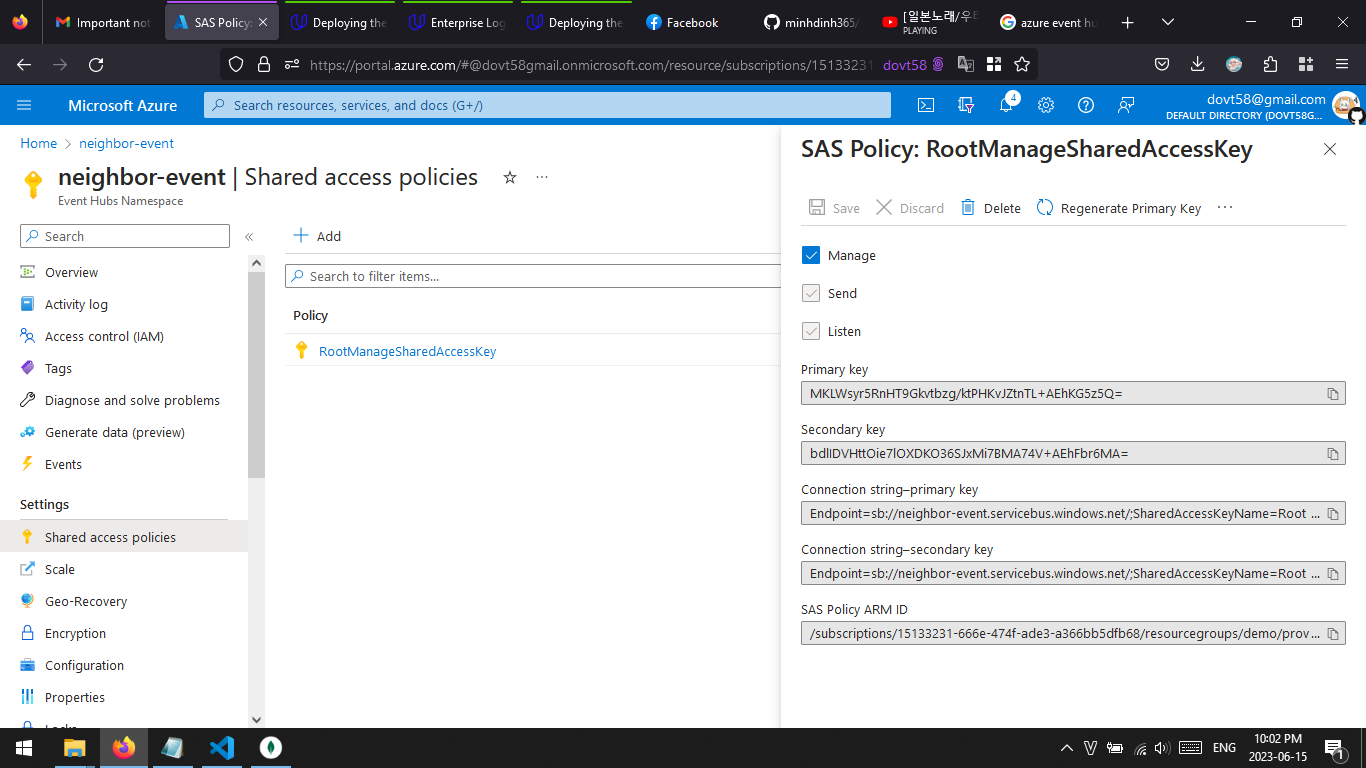 Important not
SAS Policy:
Deploying the
Enterprise Log
Deploying the
Facebook
minhdinh365/
[일본노래/우E
PLAYING
azure event hu
https://portal.azure.com/#@dovt58gmail.onmicrosoft.com/resource/subscriptions/15133231
dovt58
Microsoft Azure
Search resources, services, and docs (G+/)
4
dovt58@gmail.com
DEFAULT DIRECTORY (DOVT58G...
Home > neighbor-event
neighbor-event | Shared access policies
...
Event Hubs Namespace
Search
«
Overview
Activity log
Access control (IAM)
Tags
Diagnose and solve problems
Generate data (preview)
Events
Settings
Shared access policies
Scale
Geo-Recovery
Encryption
Configuration
Properties
Locks
Add
Search to filter items...
Policy
RootManageSharedAccessKey
SAS Policy: RootManageSharedAccessKey
Save
Discard
Delete
Regenerate Primary Key
...
Manage
Send
Listen
Primary key
MKLWsyr5RnHT9Gkvtbzg/ktPHKvJZtnTL+AEhKG5z5Q=
Secondary key
Connection string–primary key
Endpoint=sb://neighbor-event.servicebus.windows.net/;SharedAccessKeyName=Root ...
Connection string–secondary key
Endpoint=sb://neighbor-event.servicebus.windows.net/;SharedAccessKeyName=Root ...
SAS Policy ARM ID
/subscriptions/15133231-666e-474f-ade3-a366bb5dfb68/resourcegroups/demo/prov...
ENG
10:02 PM
2023-06-15
1